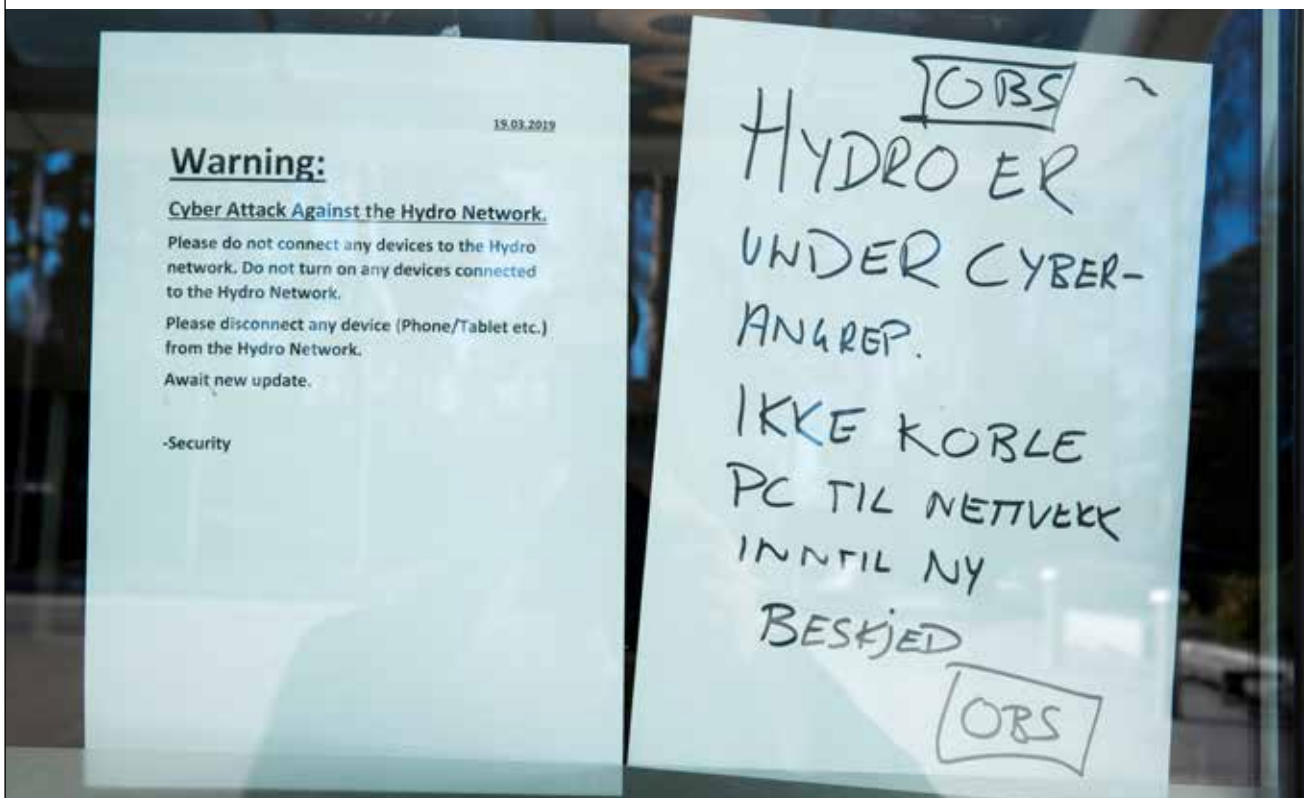 19.03.2019
Warning:
Cyber Attack Against the Hydro Network.
Please do not connect any devices to the Hydro
network. Do not turn on any devices connected
to the Hydro Network.
Please disconnect any device (Phone/Tablet etc.)
from the Hydro Network.
Await new update.
-Security
OBS
HYDRO ER
UNDER CYBER-
ANGREP.
IKKE KOBLE
PC TIL NETTVERK
INNTIL NY
BESKJED
OBS